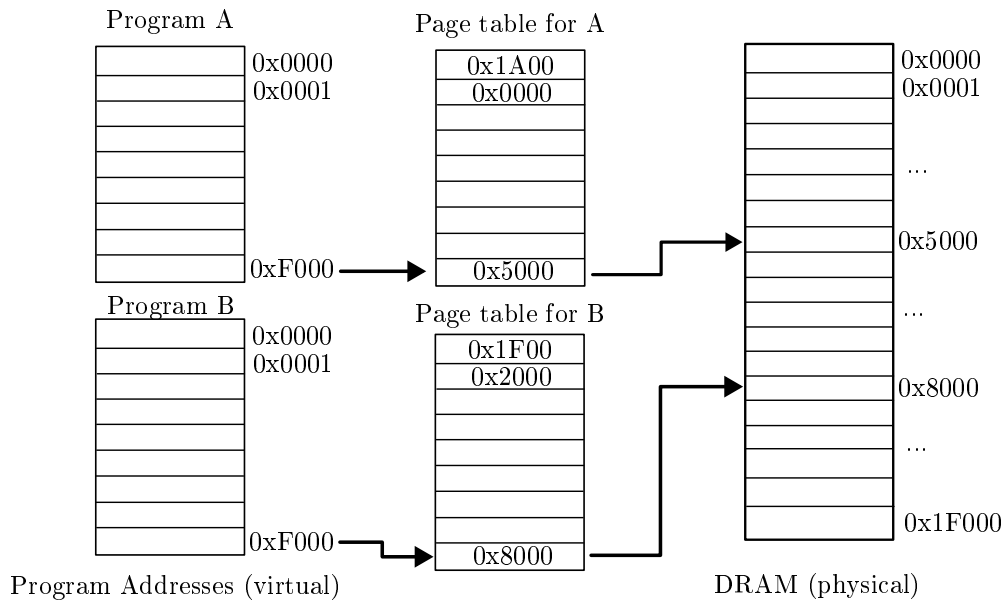 Program A
0x0000
0x0001
0xF000
Program B
0x0000
0x0001
0xF000
Program Addresses (virtual)
Page table for A
0x1A00
0x0000
0x5000
Page table for B
0x1F00
0x2000
0x8000
0x0000
0x0001
...
0x5000
...
0x8000
...
0x1F000
DRAM (physical)